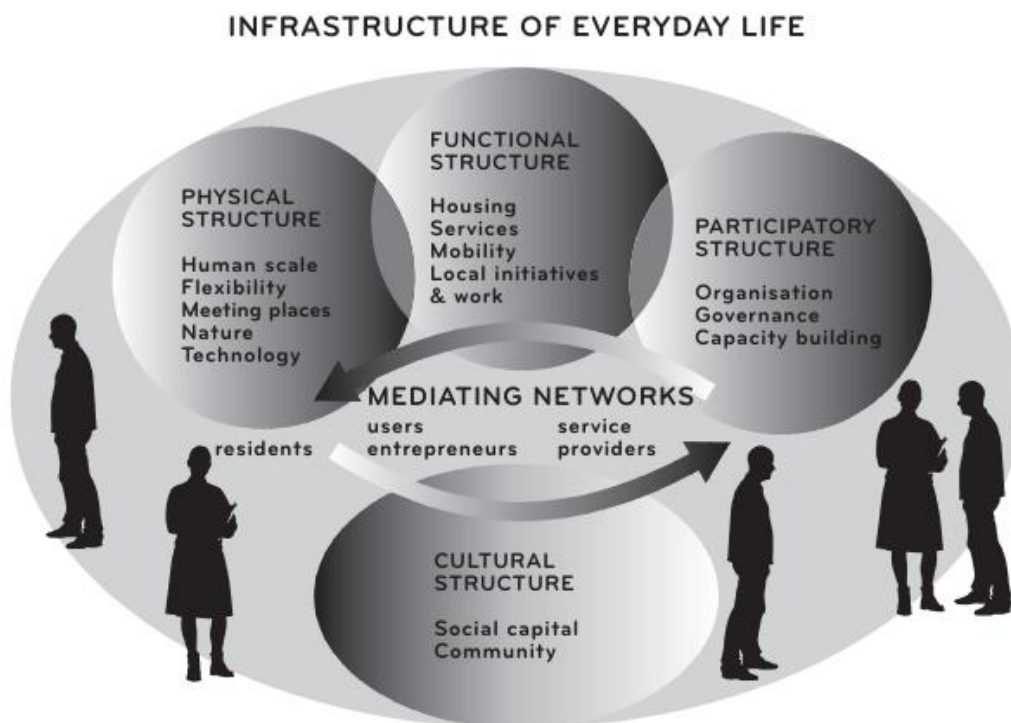 INFRASTRUCTURE OF EVERYDAY LIFE
FUNCTIONAL
STRUCTURE
Housing
Services
Mobility
Local initiatives
& work
PHYSICAL
STRUCTURE
Human scale
Flexibility
Meeting places
Nature
Technology
PARTICIPATORY
STRUCTURE
Organisation
Governance
Capacity building
MEDIATING NETWORKS
residents
users
entrepreneurs
service
providers
CULTURAL
STRUCTURE
Social capital
Community